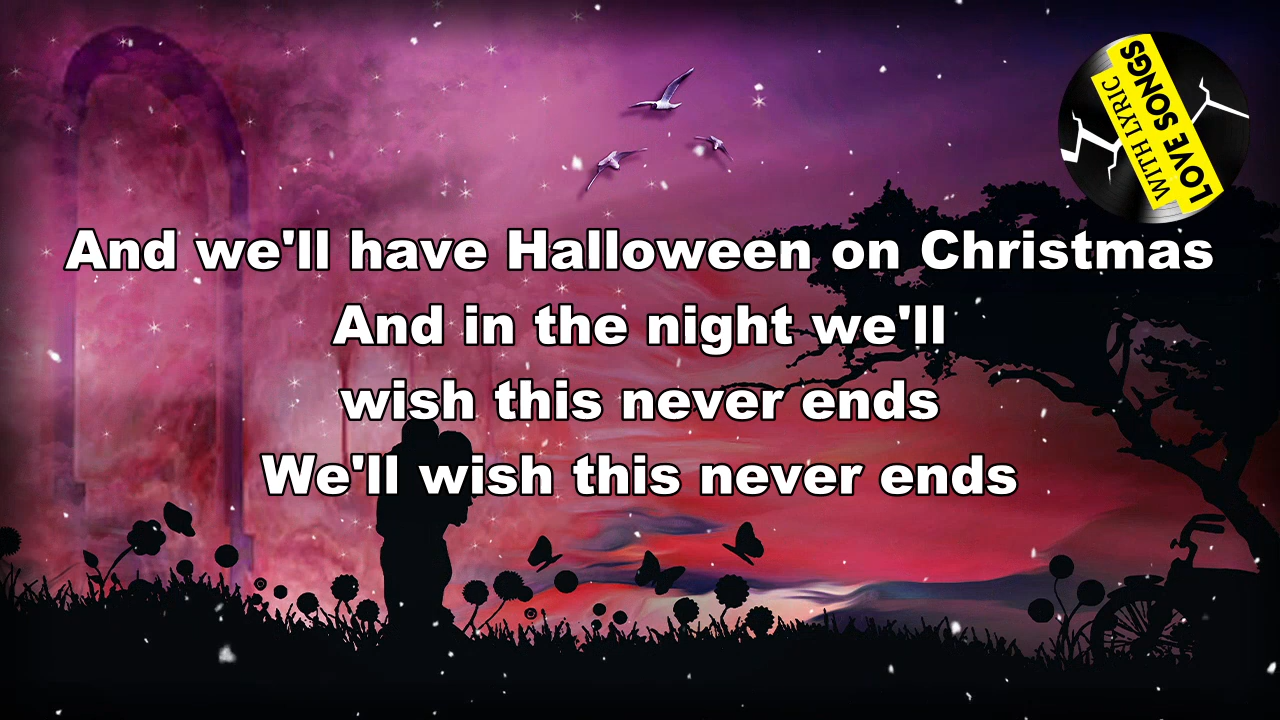 And we'll have Halloween on Christmas
And in the night we'll
wish this never ends
We'll wish this never ends
WITH LYRIC
LOVE SONGS